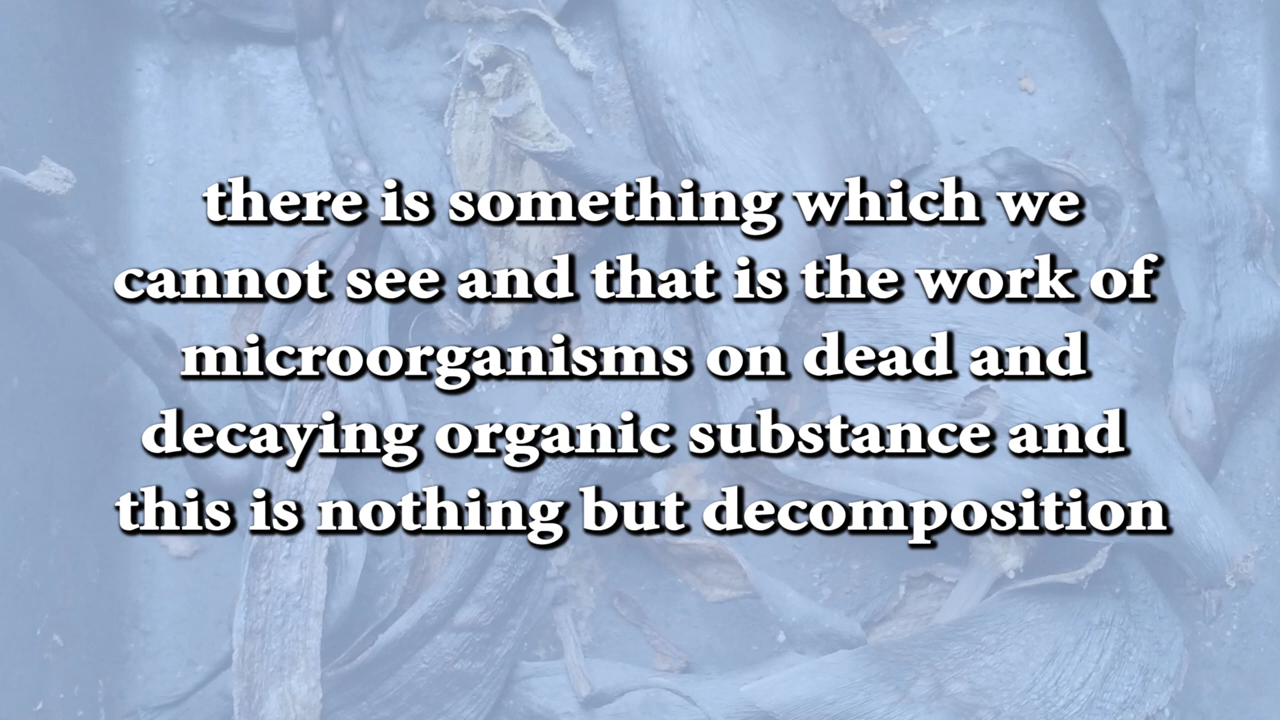 there is something which we
cannot see and that is the work of
microorganisms on dead and
decaying organic substance and
this is nothing but decomposition